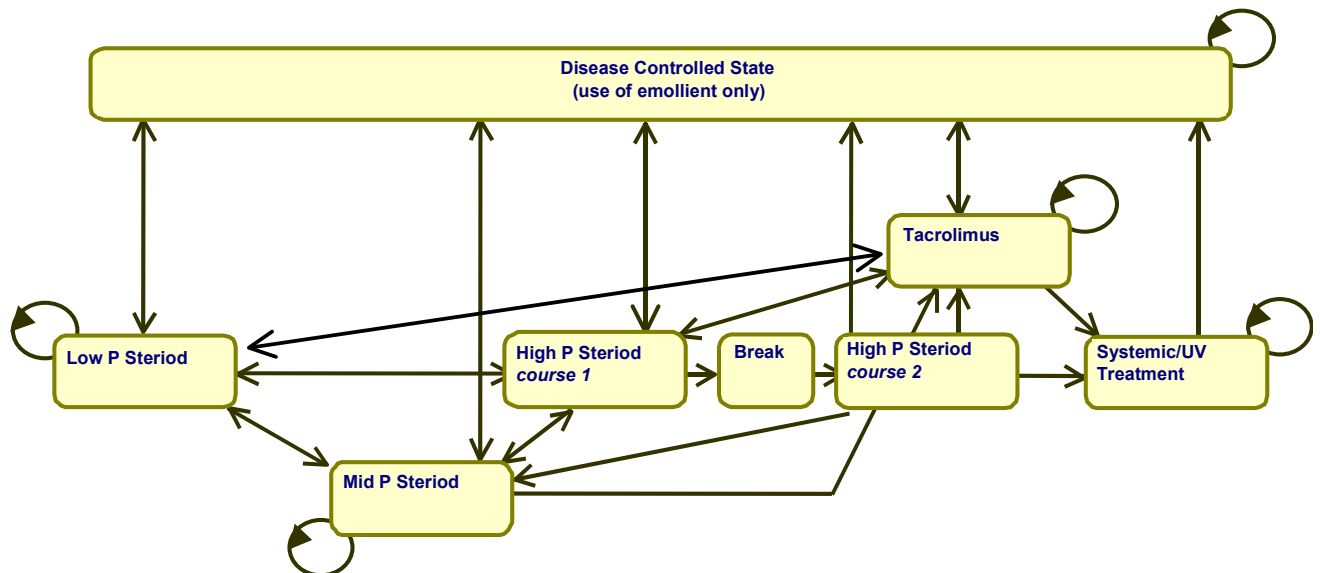 Disease Controlled State
(use of emollient only)
Tacrolimus
Low P Steriod
High P Steriod
course 1
Break
High P Steriod
course 2
Systemic/UV
Treatment
Mid P Steriod